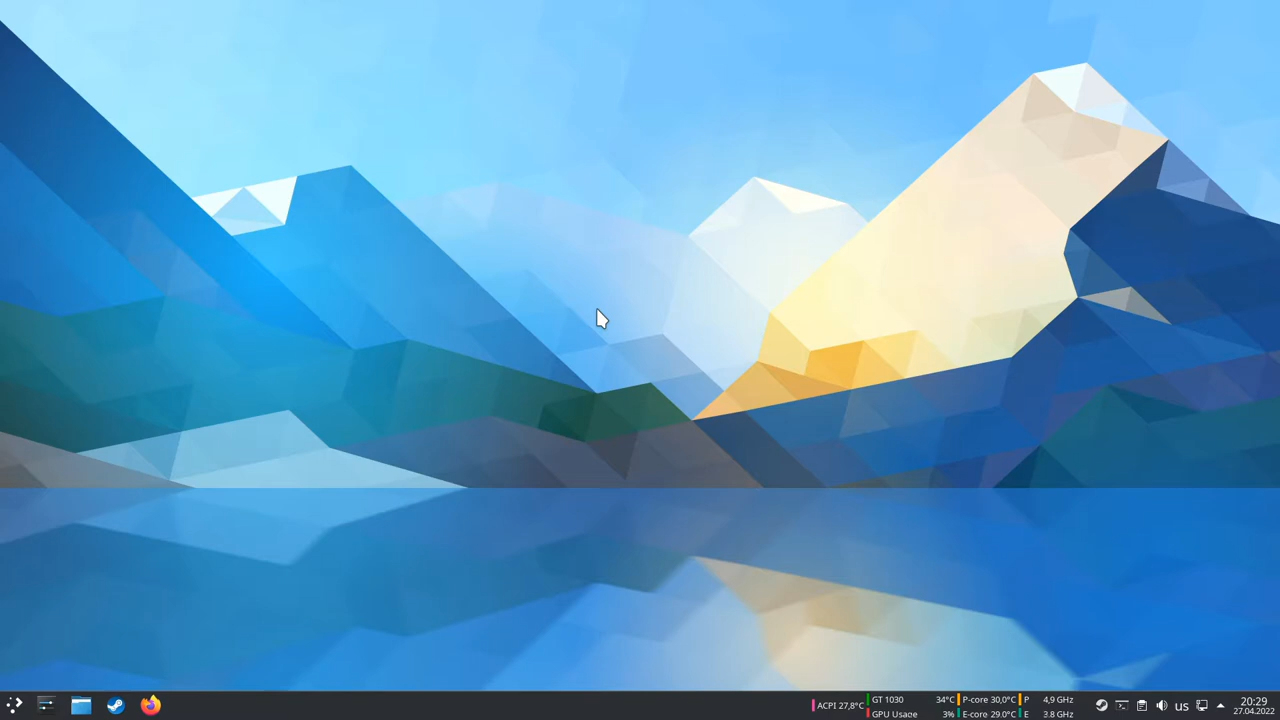 ACPI 27,8°C
GT 1030 34°C
GPU Usage 3%
P-core 30,0°C
E-core 29.0°C
P 4,9 GHz
E 3.8 GHz
us
20:29
27.04.2022